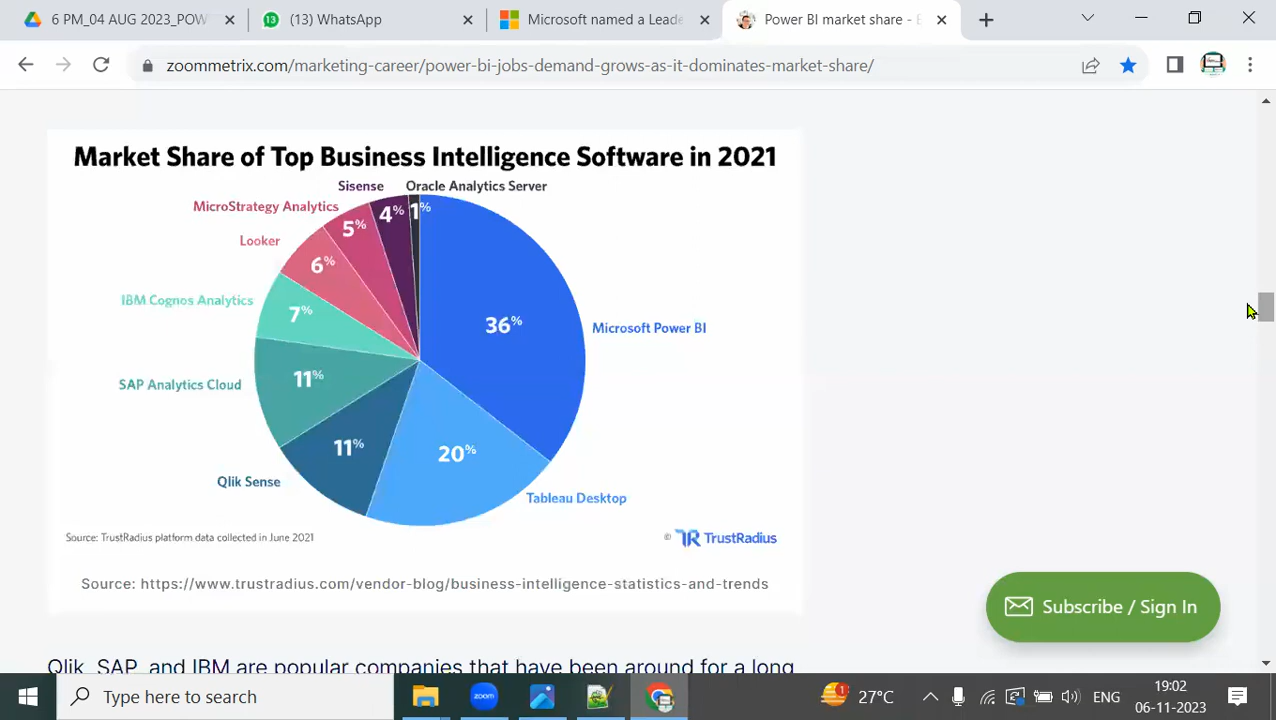 6 PM_04 AUG 2023_POW
(13) WhatsApp
Microsoft named a Leade
Power BI market share -
zoommetrix.com/marketing-career/power-bi-jobs-demand-grows-as-it-dominates-market-share/
Market Share of Top Business Intelligence Software in 2021
Sisense
Oracle Analytics Server
MicroStrategy Analytics
4%
1%
5%
Looker
6%
IBM Cognos Analytics
7%
36%
Microsoft Power BI
SAP Analytics Cloud
11%
11%
20%
Qlik Sense
Tableau Desktop
Source: TrustRadius platform data collected in June 2021
© TR TrustRadius
Source: https://www.trustradius.com/vendor-blog/business-intelligence-statistics-and-trends
Subscribe / Sign In
Qlik, SAP, and IBM are popular companies that have been around for a long
Type here to search
zoom
1
27°C
ENG
19:02
06-11-2023